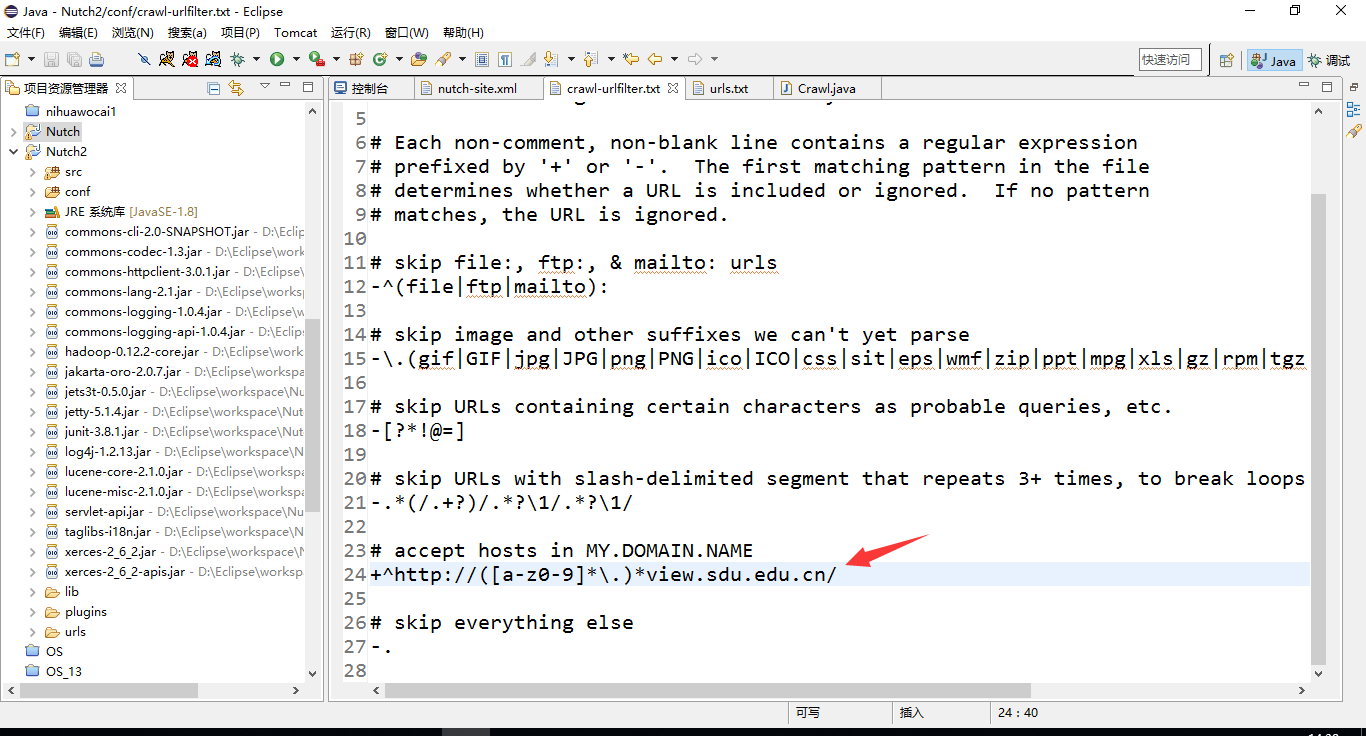 Java - Nutch2/conf/crawl-urlfilter.txt - Eclipse
文件(F) 编辑(E) 浏览(N) 搜索(a) 项目(P) Tomcat 运行(R) 窗口(W) 帮助(H)
快速访问 Java 调试
项目资源管理器
控制台 nutch-site.xml crawl-urlfilter.txt urls.txt Crawl.java
nihuawocai1
Nutch
Nutch2
src
conf
JRE 系统库 [JavaSE-1.8]
commons-cli-2.0-SNAPSHOT.jar - D:\Eclip
commons-codec-1.3.jar - D:\Eclipse\work
commons-httpclient-3.0.1.jar - D:\Eclipse\
commons-lang-2.1.jar - D:\Eclipse\worksp
commons-logging-1.0.4.jar - D:\Eclipse\w
commons-logging-api-1.0.4.jar - D:\Eclip
hadoop-0.12.2-core.jar - D:\Eclipse\work
jakarta-oro-2.0.7.jar - D:\Eclipse\worksp
jets3t-0.5.0.jar - D:\Eclipse\workspace\N
jetty-5.1.4.jar - D:\Eclipse\workspace\Nut
junit-3.8.1.jar - D:\Eclipse\workspace\Nut
log4j-1.2.13.jar - D:\Eclipse\workspace\N
lucene-core-2.1.0.jar - D:\Eclipse\worksp
lucene-misc-2.1.0.jar - D:\Eclipse\worksp
servlet-api.jar - D:\Eclipse\workspace\Nu
taglibs-i18n.jar - D:\Eclipse\workspace\N
xerces-2_6_2.jar - D:\Eclipse\workspace\N
xerces-2_6_2-apis.jar - D:\Eclipse\works
lib
plugins
urls
OS
OS_13
5
6 # Each non-comment, non-blank line contains a regular expression
7 # prefixed by '+' or '-'.  The first matching pattern in the file
8 # determines whether a URL is included or ignored.  If no pattern
9 # matches, the URL is ignored.
10
11 # skip file:, ftp:, & mailto: urls
12 -^(file|ftp|mailto):
13
14 # skip image and other suffixes we can't yet parse
15 -\.(gif|GIF|jpg|JPG|png|PNG|ico|ICO|css|sit|eps|wmf|zip|ppt|mpg|xls|gz|rpm|tgz
16
17 # skip URLs containing certain characters as probable queries, etc.
18 -[?*!@=]
19
20 # skip URLs with slash-delimited segment that repeats 3+ times, to break loops
21 -.*(/.+?)/.*?\1/.*?\1/
22
23 # accept hosts in MY.DOMAIN.NAME
24 +^http://([a-z0-9]*\.)*view.sdu.edu.cn/
25
26 # skip everything else
27 -.
28
可写 插入 24 : 40